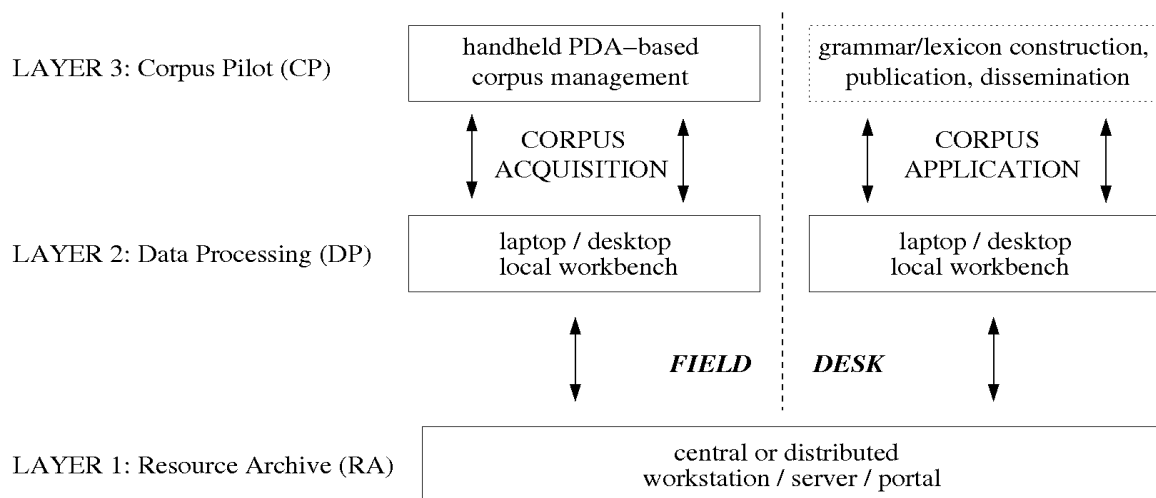 LAYER 3: Corpus Pilot (CP)
handheld PDA–based
corpus management
grammar/lexicon construction,
publication, dissemination
CORPUS
ACQUISITION
CORPUS
APPLICATION
LAYER 2: Data Processing (DP)
laptop / desktop
local workbench
laptop / desktop
local workbench
FIELD
DESK
LAYER 1: Resource Archive (RA)
central or distributed
workstation / server / portal